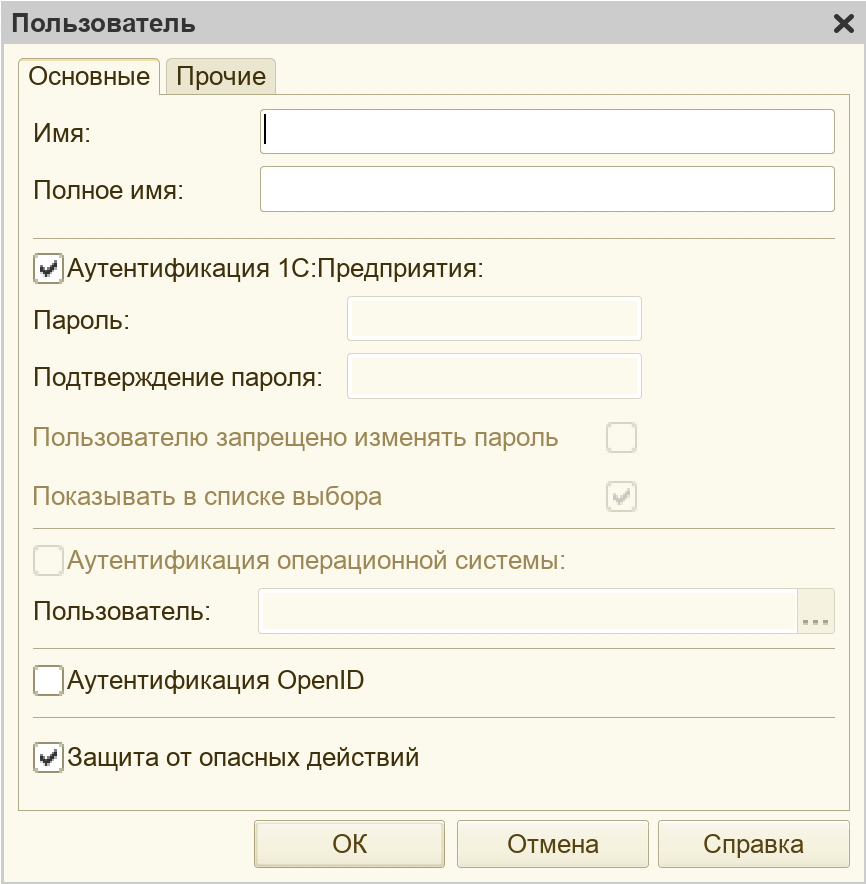 Пользователь
Основные Прочие
Имя:
Полное имя:
Аутентификация 1С:Предприятия:
Пароль:
Подтверждение пароля:
Пользователю запрещено изменять пароль
Показывать в списке выбора
Аутентификация операционной системы:
Пользователь:
...
Аутентификация OpenID
Защита от опасных действий
ОК Отмена Справка